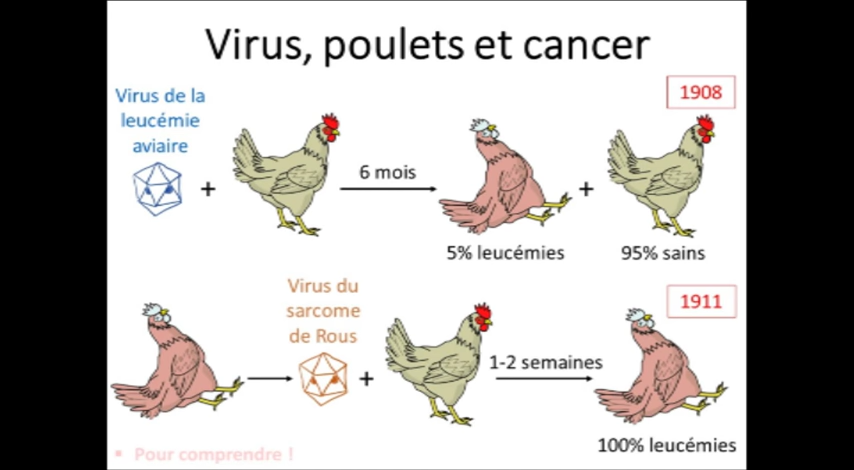 Virus, poulets et cancer
1908
Virus de la
leucémie
aviaire
+
6 mois
+
5% leucémies
95% sains
1911
Virus du
sarcome
de Rous
+
1-2 semaines
100% leucémies
▪ Pour comprendre !